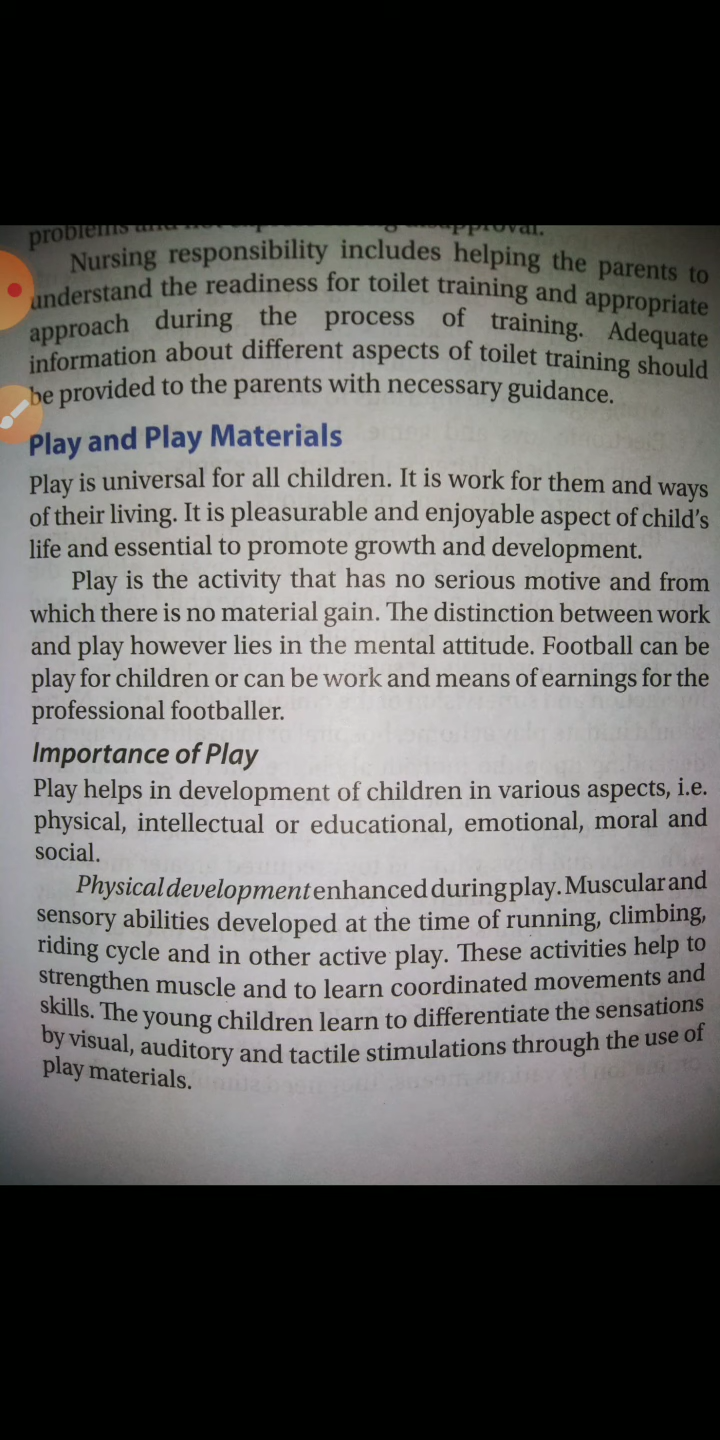 problems
Nursing responsibility includes helping the parents to
understand the readiness for toilet training and appropriate
approach during the process of training. Adequate
information about different aspects of toilet training should
be provided to the parents with necessary guidance.
Play and Play Materials
Play is universal for all children. It is work for them and ways
of their living. It is pleasurable and enjoyable aspect of child's
life and essential to promote growth and development.
Play is the activity that has no serious motive and from
which there is no material gain. The distinction between work
and play however lies in the mental attitude. Football can be
play for children or can be work and means of earnings for the
professional footballer.
Importance of Play
Play helps in development of children in various aspects, i.e.
physical, intellectual or educational, emotional, moral and
social.
Physical development enhanced during play. Muscular and
sensory abilities developed at the time of running, climbing,
riding cycle and in other active play. These activities help to
strengthen muscle and to learn coordinated movements and
skills. The young children learn to differentiate the sensations
by visual, auditory and tactile stimulations through the use of
play materials.